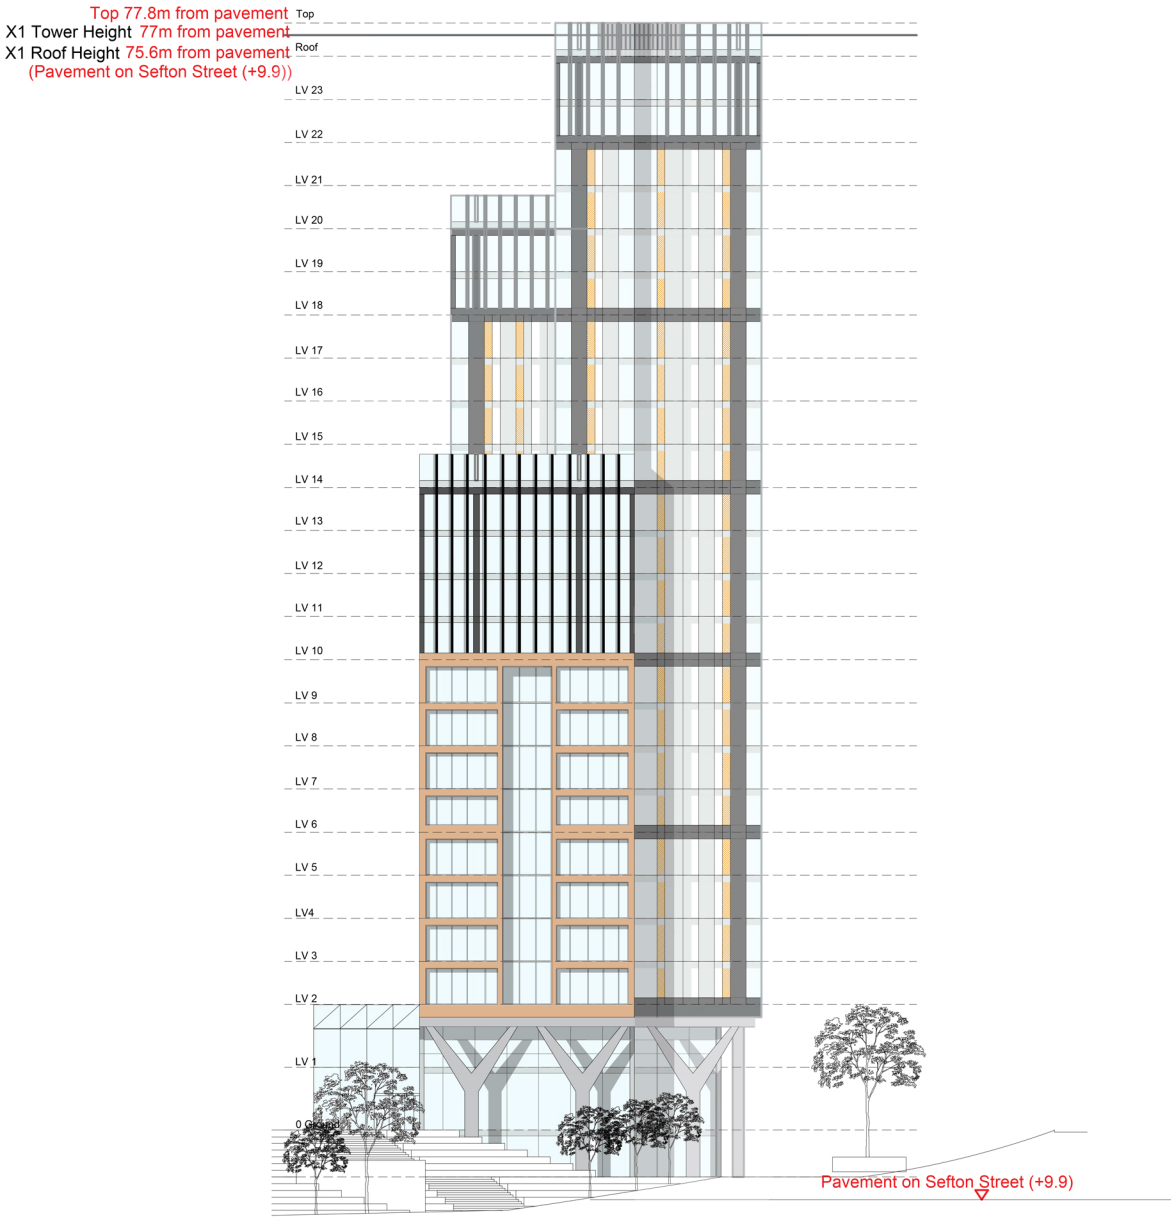 Top 77.8m from pavement Top
X1 Tower Height 77m from pavement
X1 Roof Height 75.6m from pavement Roof
(Pavement on Sefton Street (+9.9))
LV 23
LV 22
LV 21
LV 20
LV 19
LV 18
LV 17
LV 16
LV 15
LV 14
LV 13
LV 12
LV 11
LV 10
LV 9
LV 8
LV 7
LV 6
LV 5
LV4
LV 3
LV 2
LV 1
0 Ground
Pavement on Sefton Street (+9.9)